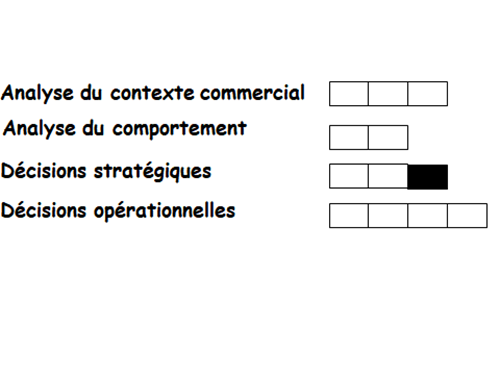 Analyse du contexte commercial
Analyse du comportement
Décisions stratégiques
Décisions opérationnelles